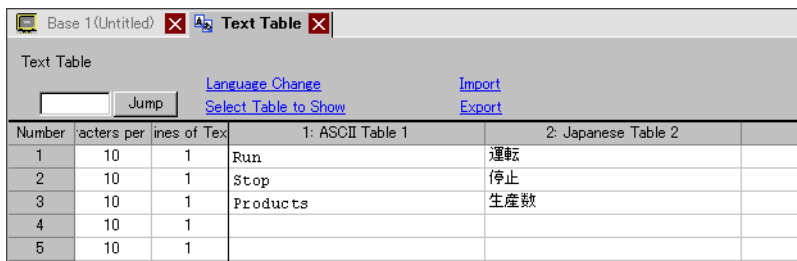 Base 1(Untitled) Text Table
Text Table
Language Change Import
Jump Select Table to Show Export
Number racters per ines of Tex 1: ASCII Table 1 2: Japanese Table 2
1 10 1 Run 運転
2 10 1 Stop 停止
3 10 1 Products 生産数
4 10 1
5 10 1